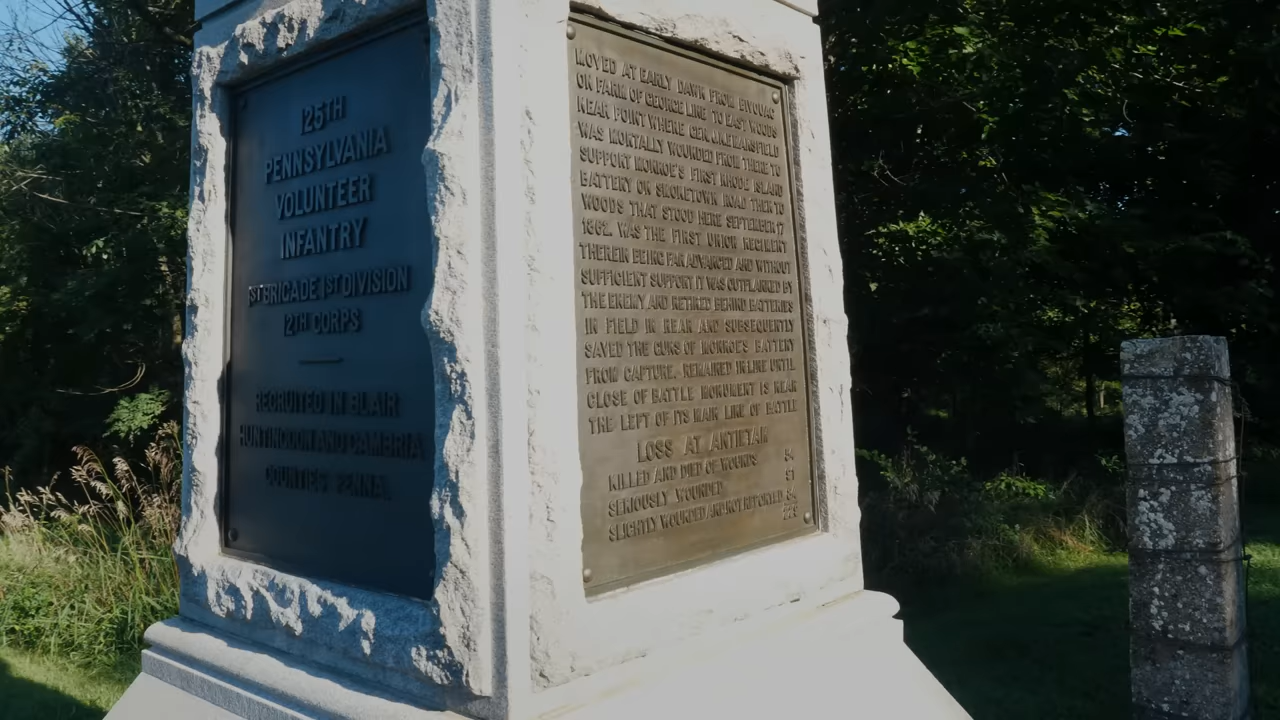 125TH
PENNSYLVANIA
VOLUNTEER
INFANTRY
1ST BRIGADE 1ST DIVISION
12TH CORPS
RECRUITED IN BLAIR
HUNTINGDON AND CAMBRIA
COUNTIES PENNA.
MOVED AT EARLY DAWN FROM BIVOUAC
ON FARM OF GEORGE LINE TO EAST WOODS
NEAR POINT WHERE GEN. J.K.F. MANSFIELD
WAS MORTALLY WOUNDED FROM THERE TO
SUPPORT MONROE'S FIRST RHODE ISLAND
BATTERY ON SMOKETOWN ROAD THEN TO
WOODS THAT STOOD HERE SEPTEMBER 17
1862. WAS THE FIRST UNION REGIMENT
THEREIN BEING FAR ADVANCED AND WITHOUT
SUFFICIENT SUPPORT IT WAS OUTFLANKED BY
THE ENEMY AND RETIRED BEHIND BATTERIES
IN FIELD IN REAR AND SUBSEQUENTLY
SAVED THE GUNS OF MONROE'S BATTERY
FROM CAPTURE. REMAINED IN LINE UNTIL
CLOSE OF BATTLE MONUMENT IS NEAR
THE LEFT OF ITS MAIN LINE OF BATTLE
LOSS AT ANTIETAM
KILLED AND DIED OF WOUNDS 54
SERIOUSLY WOUNDED
SLIGHTLY WOUNDED AND NOT REPORTED
229